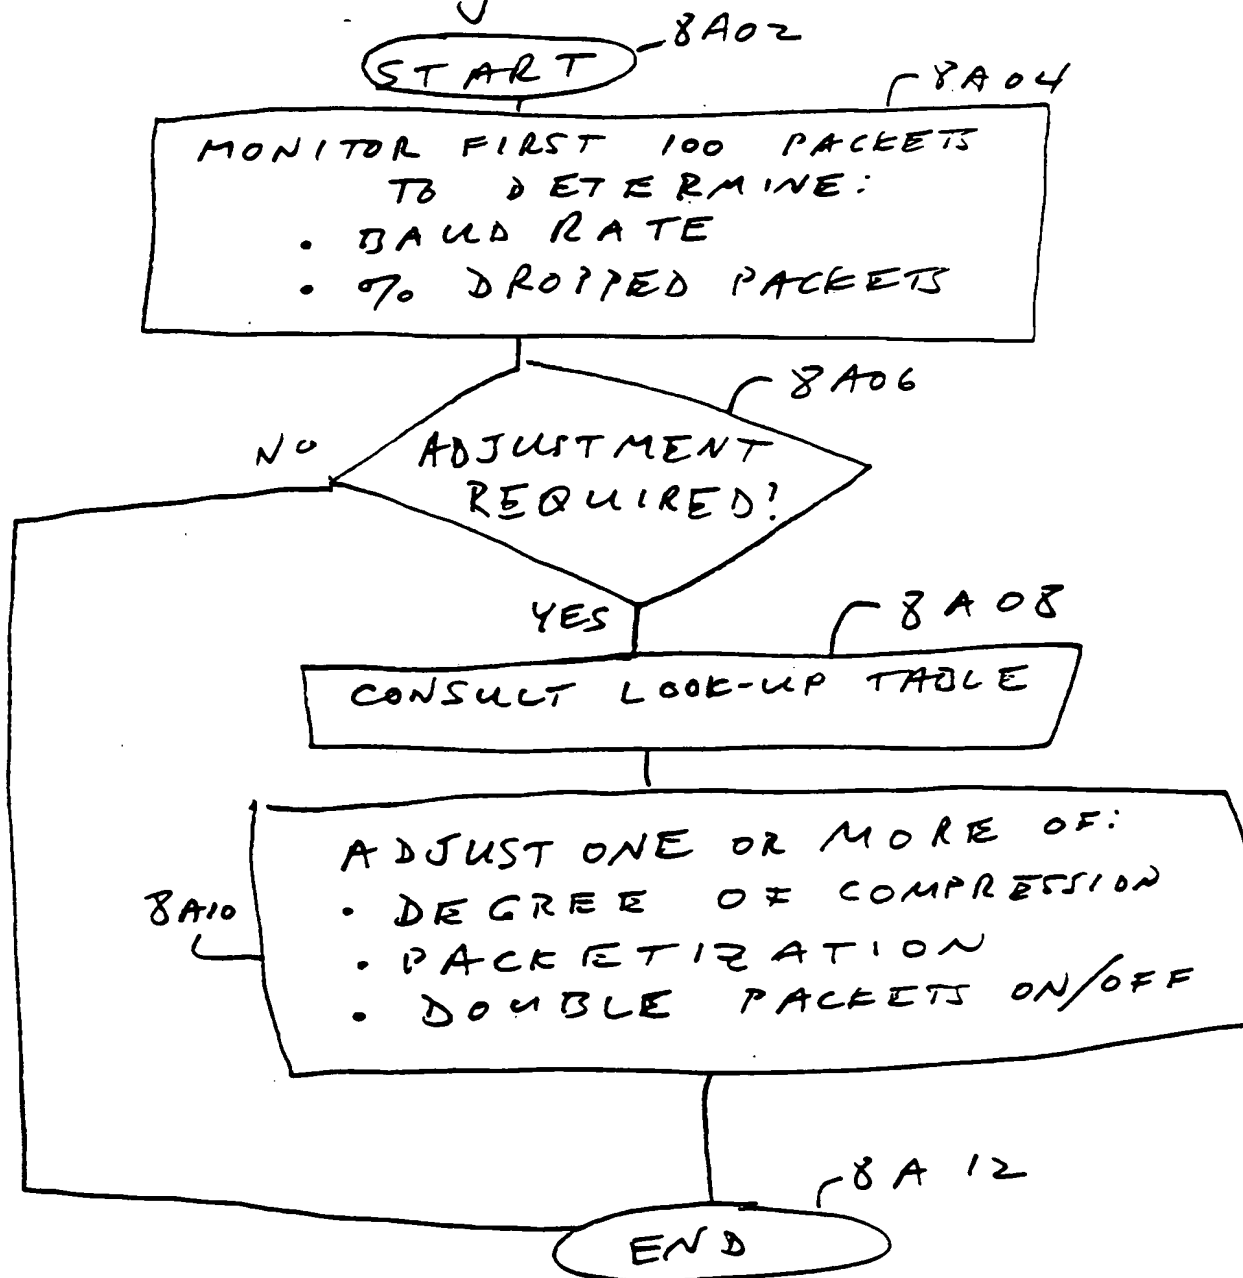 START 8A02
8A04
MONITOR FIRST 100 PACKETS
TO DETERMINE:
• BAUD RATE
• % DROPPED PACKETS
8A06
NO
ADJUSTMENT
REQUIRED?
YES
8A08
CONSULT LOOK-UP TABLE
ADJUST ONE OR MORE OF:
8A10
• DEGREE OF COMPRESSION
• PACKETIZATION
• DOUBLE PACKETS ON/OFF
8A12
END